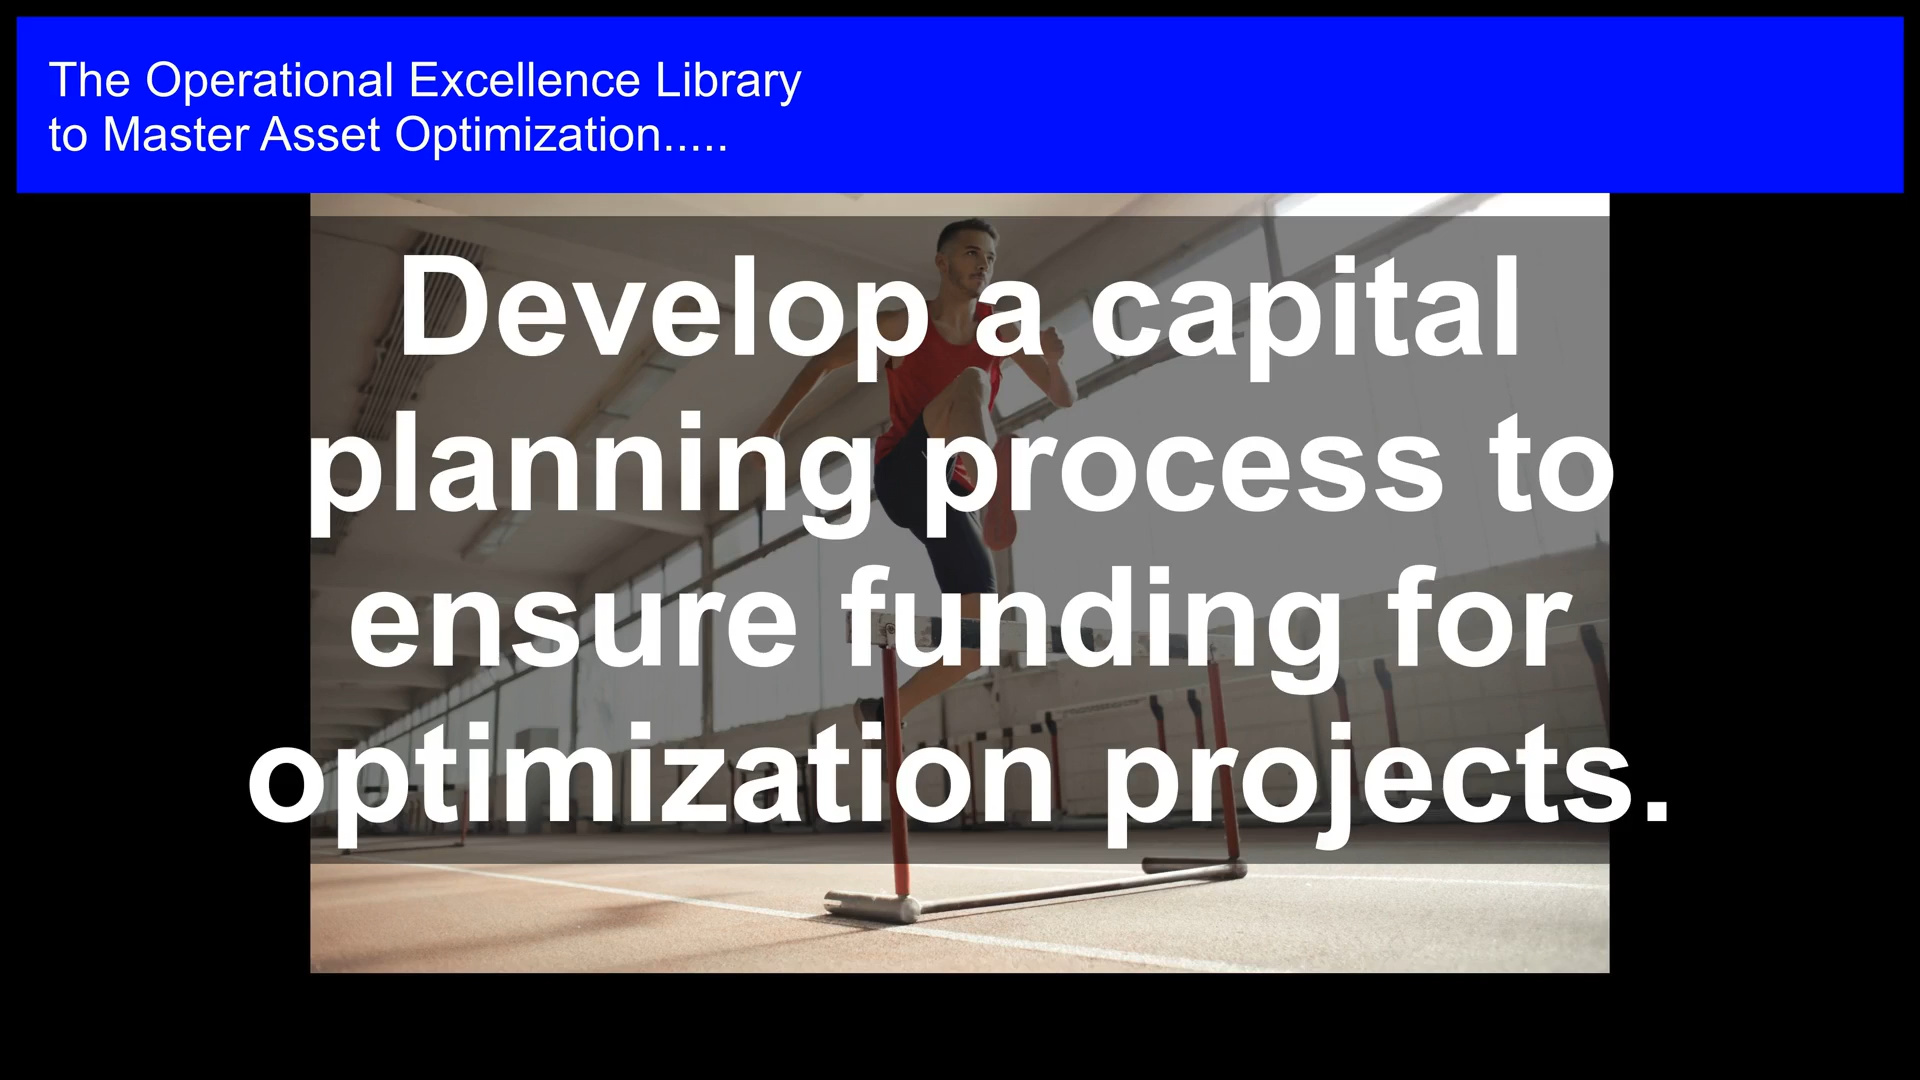 The Operational Excellence Library
to Master Asset Optimization.....
Develop a capital
planning process to
ensure funding for
optimization projects.